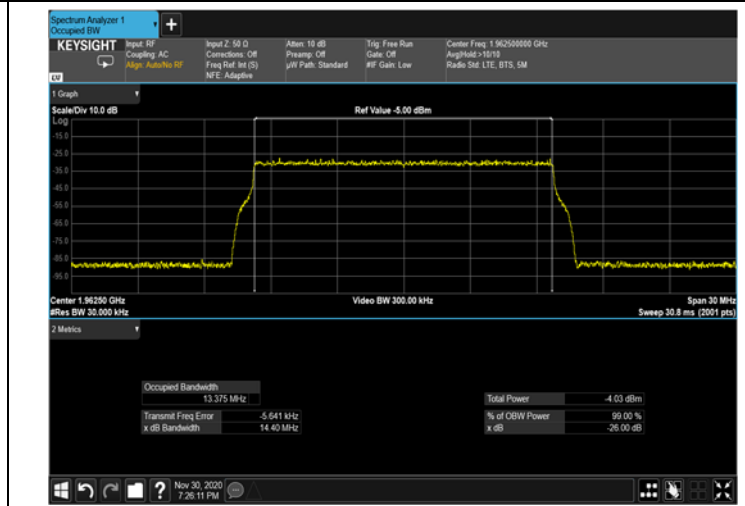 Spectrum Analyzer 1
Occupied BW
+
KEYSIGHT
Input: RF
Coupling: AC
Align: Auto/No RF
Input Z: 50 Ω
Corrections: Off
Freq Ref: Int (S)
NFE: Adaptive
Atten: 10 dB
Preamp: Off
µW Path: Standard
Trig: Free Run
Gate: Off
#IF Gain: Low
Center Freq: 1.962500000 GHz
Avg|Hold:>10/10
Radio Std: LTE, BTS, 5M
1 Graph
Scale/Div 10.0 dB
Ref Value -5.00 dBm
Log
-15.0
-25.0
-35.0
-45.0
-55.0
-65.0
-75.0
-85.0
-95.0
Center 1.96250 GHz
Video BW 300.00 kHz
Span 30 MHz
#Res BW 30.000 kHz
Sweep 30.8 ms (2001 pts)
2 Metrics
Occupied Bandwidth
13.375 MHz
Total Power -4.03 dBm
Transmit Freq Error -5.641 kHz
% of OBW Power 99.00 %
x dB Bandwidth 14.40 MHz
x dB -26.00 dB
?
Nov 30, 2020
7:26:11 PM